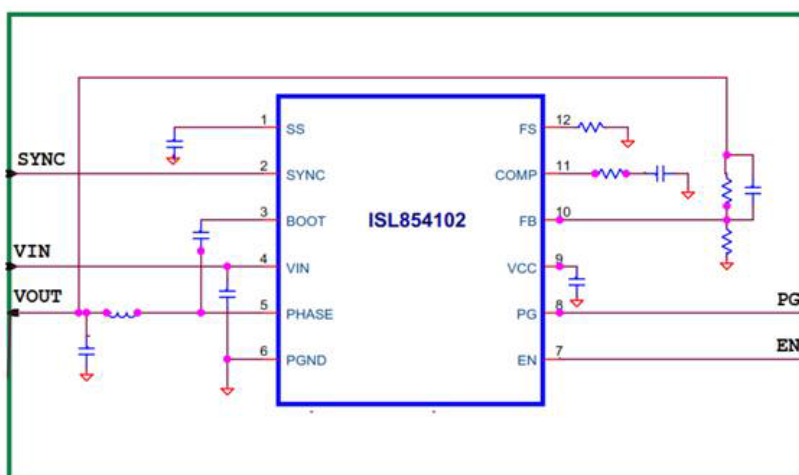 1 SS FS 12
SYNC
2 SYNC COMP 11
3 BOOT ISL854102 FB 10
VIN
4 VIN VCC 9
VOUT
5 PHASE PG 8
PG
6 PGND EN 7
EN